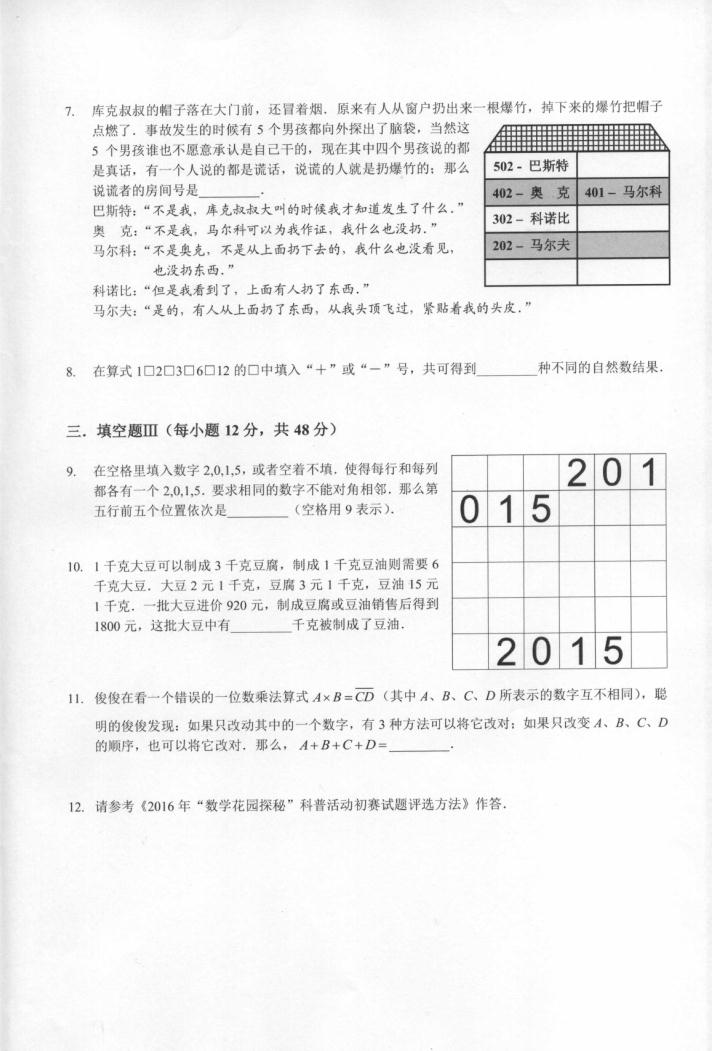 7. 库克叔叔的帽子落在大门前，还冒着烟．原来有人从窗户扔出来一根爆竹，掉下来的爆竹把帽子
点燃了．事故发生的时候有 5 个男孩都向外探出了脑袋，当然这
5 个男孩谁也不愿意承认是自己干的，现在其中四个男孩说的都
是真话，有一个人说的都是谎话，说谎的人就是扔爆竹的；那么
说谎者的房间号是________．
巴斯特：“不是我，库克叔叔大叫的时候我才知道发生了什么．”
奥 克：“不是我，马尔科可以为我作证，我什么也没扔．”
马尔科：“不是奥克，不是从上面扔下去的，我什么也没看见，
也没扔东西．”
科诺比：“但是我看到了，上面有人扔了东西．”
马尔夫：“是的，有人从上面扔了东西，从我头顶飞过，紧贴着我的头皮．”
502 - 巴斯特
402 – 奥 克 401 – 马尔科
302 – 科诺比
202 – 马尔夫
8. 在算式 1□2□3□6□12 的□中填入“＋”或“－”号，共可得到________种不同的自然数结果．
三．填空题Ⅲ（每小题 12 分，共 48 分）
9. 在空格里填入数字 2,0,1,5，或者空着不填．使得每行和每列
都各有一个 2,0,1,5．要求相同的数字不能对角相邻．那么第
五行前五个位置依次是________（空格用 9 表示）．
2 0 1
0 1 5
2 0 1 5
10. 1 千克大豆可以制成 3 千克豆腐，制成 1 千克豆油则需要 6
千克大豆．大豆 2 元 1 千克，豆腐 3 元 1 千克，豆油 15 元
1 千克．一批大豆进价 920 元，制成豆腐或豆油销售后得到
1800 元，这批大豆中有________千克被制成了豆油．
11. 俊俊在看一个错误的一位数乘法算式 A×B=C̅D̅（其中 A、B、C、D 所表示的数字互不相同），聪
明的俊俊发现：如果只改动其中的一个数字，有 3 种方法可以将它改对；如果只改变 A、B、C、D
的顺序，也可以将它改对．那么，A+B+C+D=________．
12. 请参考《2016 年“数学花园探秘”科普活动初赛试题评选方法》作答．